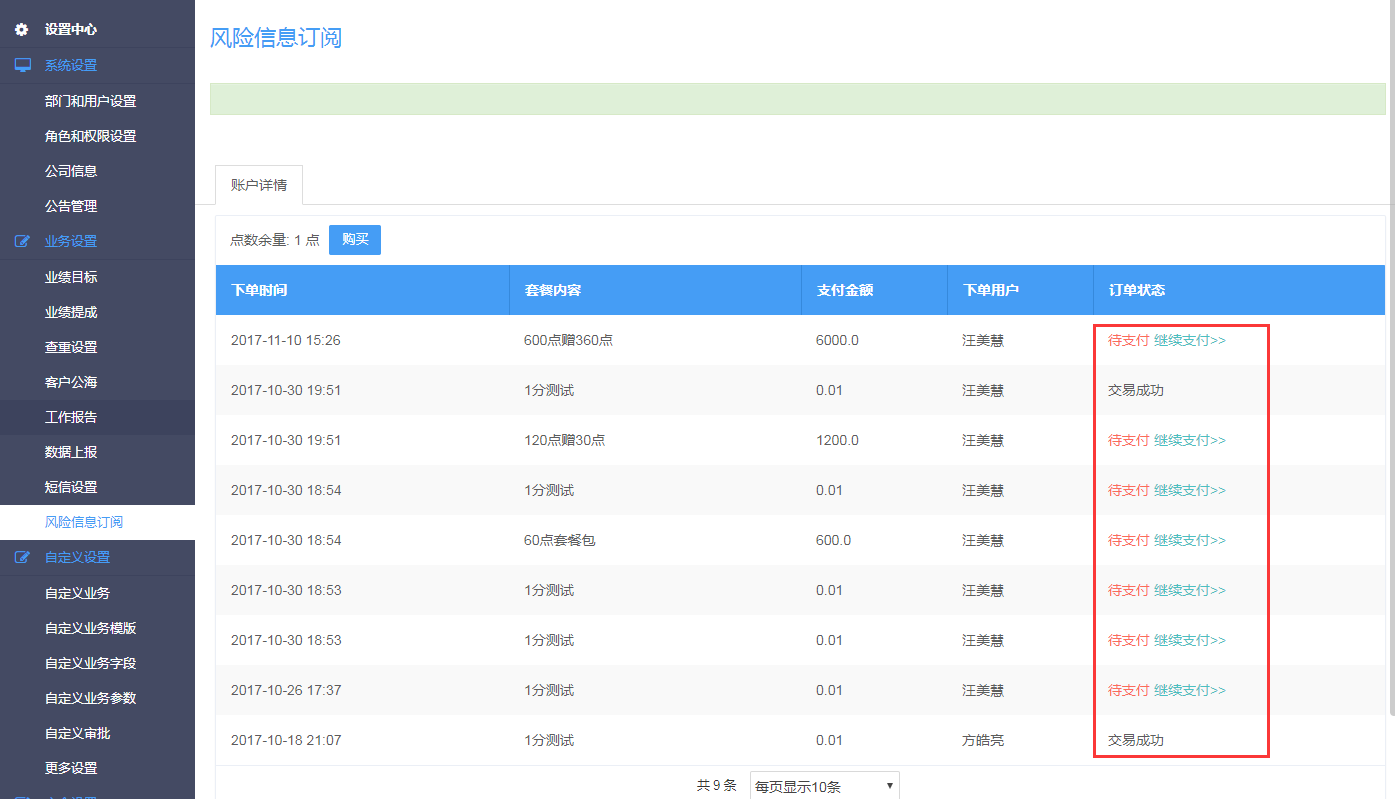 设置中心
系统设置
部门和用户设置
角色和权限设置
公司信息
公告管理
业务设置
业绩目标
业绩提成
查重设置
客户公海
工作报告
数据上报
短信设置
风险信息订阅
自定义设置
自定义业务
自定义业务模版
自定义业务字段
自定义业务参数
自定义审批
更多设置
风险信息订阅
账户详情
点数余量: 1 点 购买
下单时间 套餐内容 支付金额 下单用户 订单状态
2017-11-10 15:26 600点赠360点 6000.0 汪美慧 待支付 继续支付>>
2017-10-30 19:51 1分测试 0.01 汪美慧 交易成功
2017-10-30 19:51 120点赠30点 1200.0 汪美慧 待支付 继续支付>>
2017-10-30 18:54 1分测试 0.01 汪美慧 待支付 继续支付>>
2017-10-30 18:54 60点套餐包 600.0 汪美慧 待支付 继续支付>>
2017-10-30 18:53 1分测试 0.01 汪美慧 待支付 继续支付>>
2017-10-30 18:53 1分测试 0.01 汪美慧 待支付 继续支付>>
2017-10-26 17:37 1分测试 0.01 汪美慧 待支付 继续支付>>
2017-10-18 21:07 1分测试 0.01 方皓亮 交易成功
共 9 条 每页显示10条